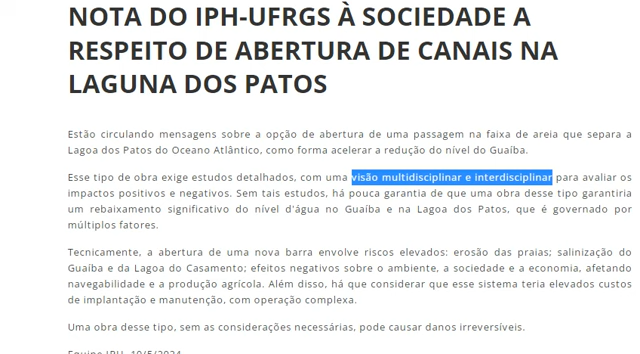 NOTA DO IPH-UFRGS À SOCIEDADE A
RESPEITO DE ABERTURA DE CANAIS NA
LAGUNA DOS PATOS
Estão circulando mensagens sobre a opção de abertura de uma passagem na faixa de areia que separa a
Lagoa dos Patos do Oceano Atlântico, como forma acelerar a redução do nível do Guaíba.
Esse tipo de obra exige estudos detalhados, com uma visão multidisciplinar e interdisciplinar para avaliar os
impactos positivos e negativos. Sem tais estudos, há pouca garantia de que uma obra desse tipo garantiria
um rebaixamento significativo do nível d'água no Guaíba e na Lagoa dos Patos, que é governado por
múltiplos fatores.
Tecnicamente, a abertura de uma nova barra envolve riscos elevados: erosão das praias; salinização do
Guaíba e da Lagoa do Casamento; efeitos negativos sobre o ambiente, a sociedade e a economia, afetando
navegabilidade e a produção agrícola. Além disso, há que considerar que esse sistema teria elevados custos
de implantação e manutenção, com operação complexa.
Uma obra desse tipo, sem as considerações necessárias, pode causar danos irreversíveis.
Equipe IPH, 10/5/2024